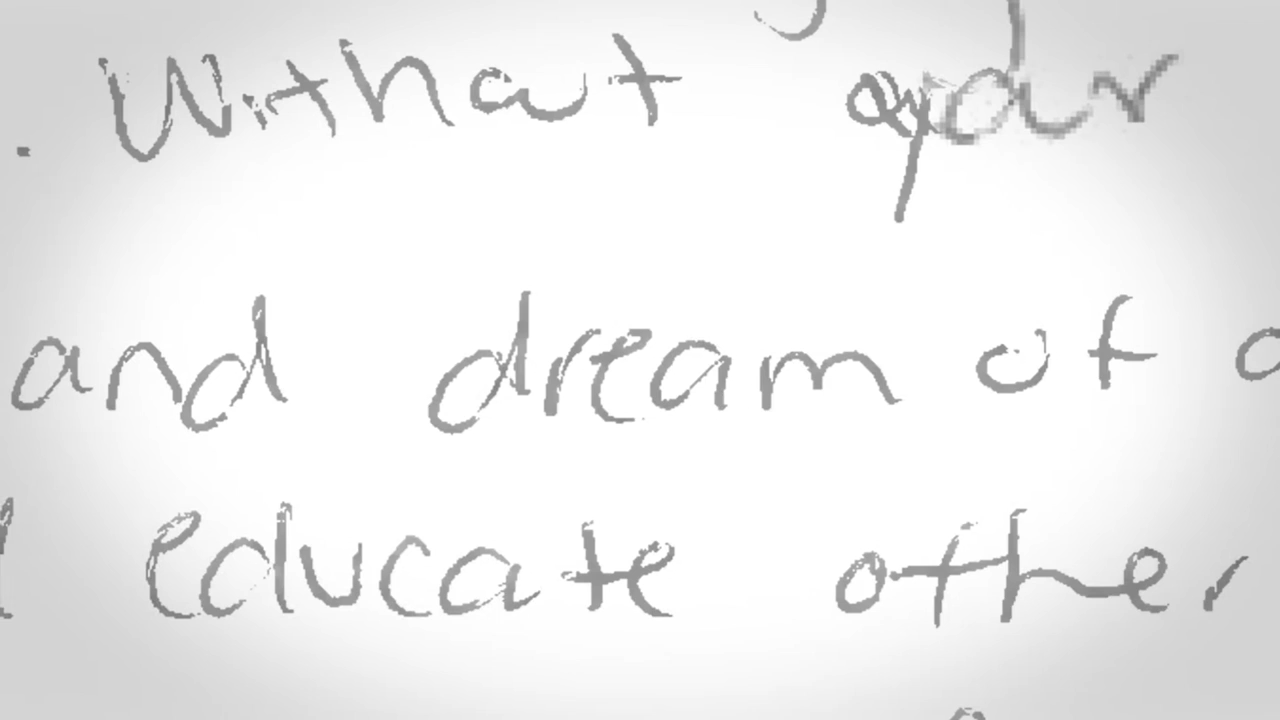 . Without
and dream of
educate other